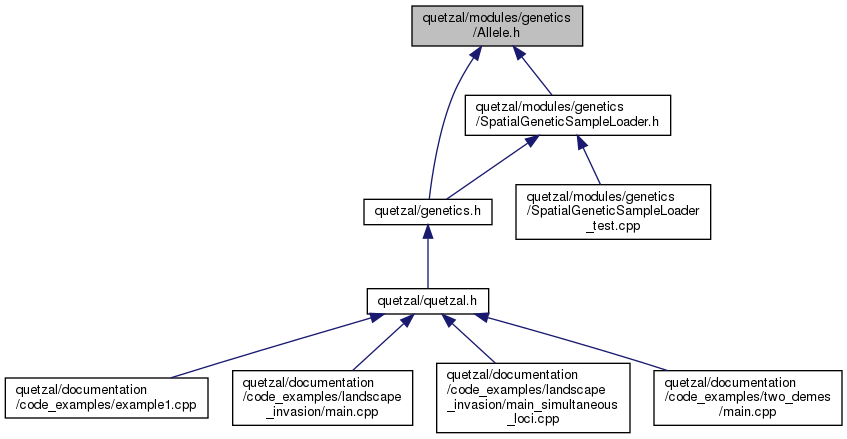 quetzal/modules/genetics
/Allele.h
quetzal/modules/genetics
/SpatialGeneticSampleLoader.h
quetzal/genetics.h
quetzal/modules/genetics
/SpatialGeneticSampleLoader
_test.cpp
quetzal/quetzal.h
quetzal/documentation
/code_examples/example1.cpp
quetzal/documentation
/code_examples/landscape
_invasion/main.cpp
quetzal/documentation
/code_examples/landscape
_invasion/main_simultaneous
_loci.cpp
quetzal/documentation
/code_examples/two_demes
/main.cpp